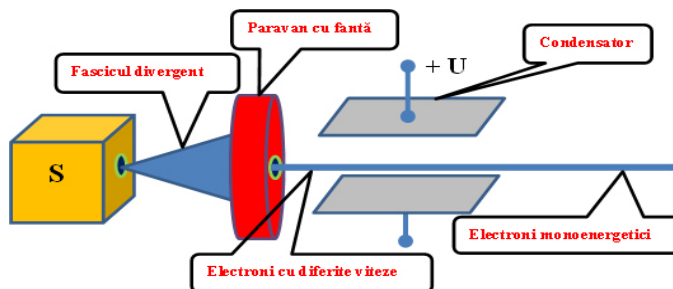 Paravan cu fantă
Condensator
Fascicul divergent
+ U
S
Electroni monoenergetici
Electroni cu diferite viteze